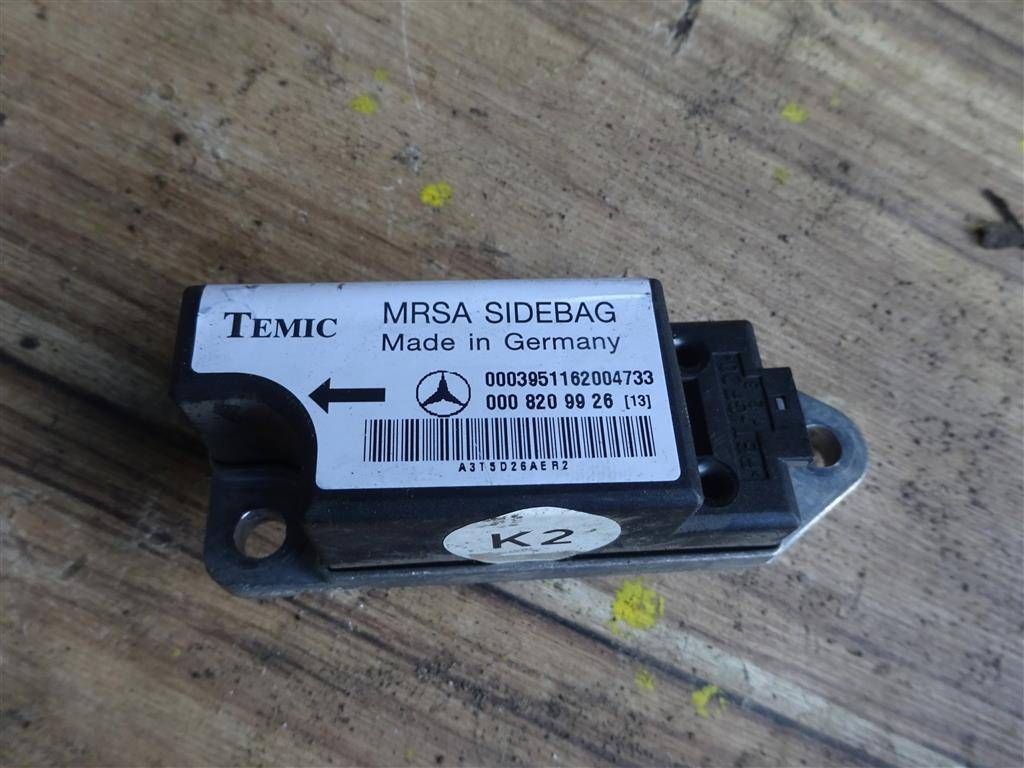 TEMIC
MRSA SIDEBAG
Made in Germany
0003951162004733
000 820 99 26 [13]
A3T5D26AER2
K2